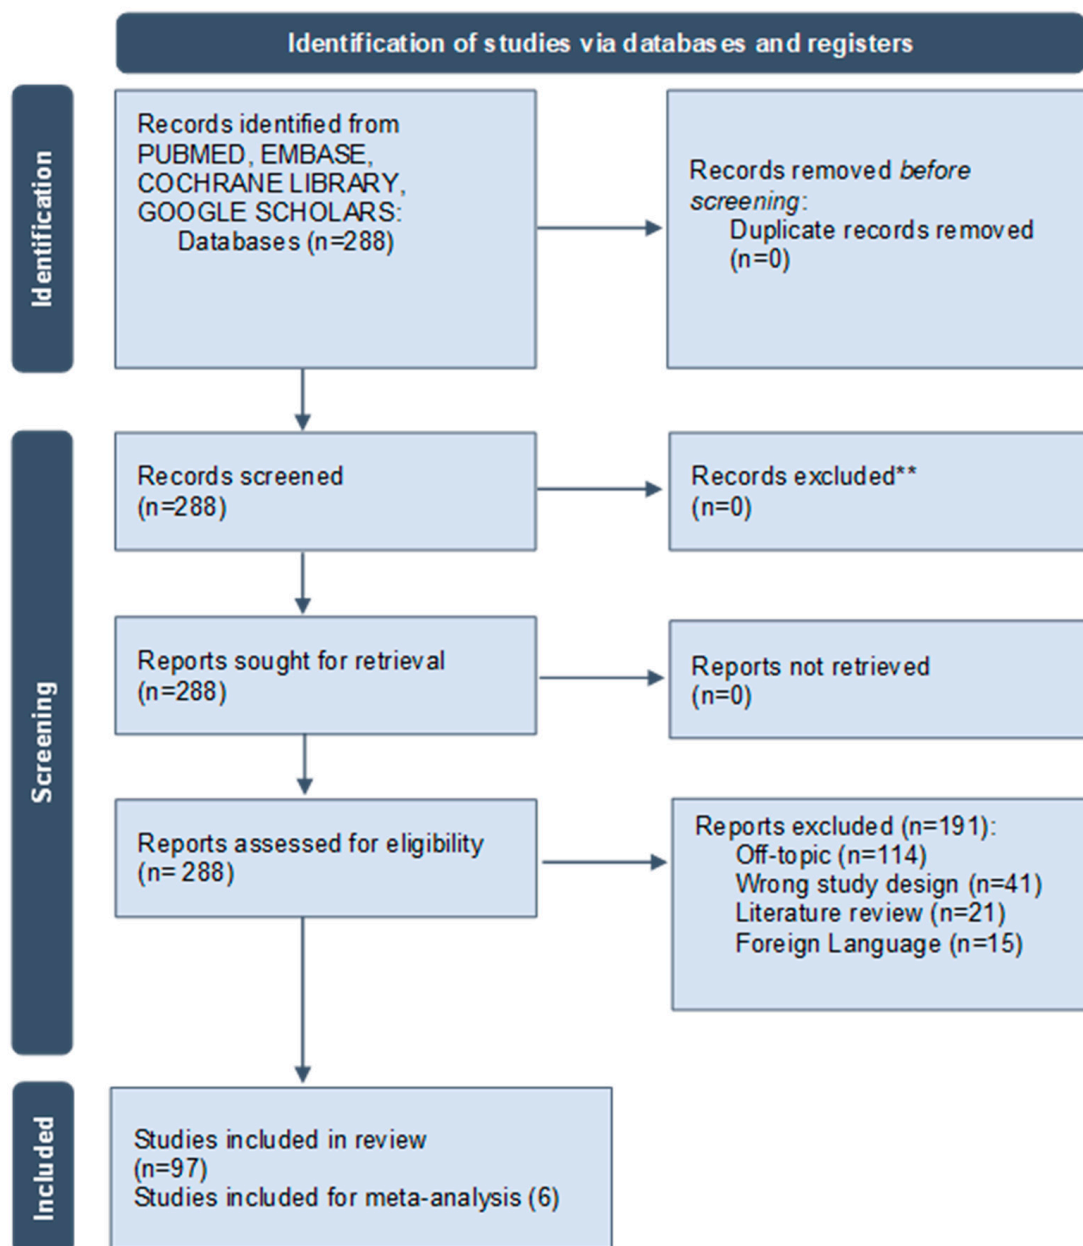 Identification of studies via databases and registers
Identification
Records identified from
PUBMED, EMBASE,
COCHRANE LIBRARY,
GOOGLE SCHOLARS:
Databases (n=288)
Records removed before
screening:
Duplicate records removed
(n=0)
Screening
Records screened
(n=288)
Records excluded**
(n=0)
Reports sought for retrieval
(n=288)
Reports not retrieved
(n=0)
Reports assessed for eligibility
(n= 288)
Reports excluded (n=191):
Off-topic (n=114)
Wrong study design (n=41)
Literature review (n=21)
Foreign Language (n=15)
Included
Studies included in review
(n=97)
Studies included for meta-analysis (6)